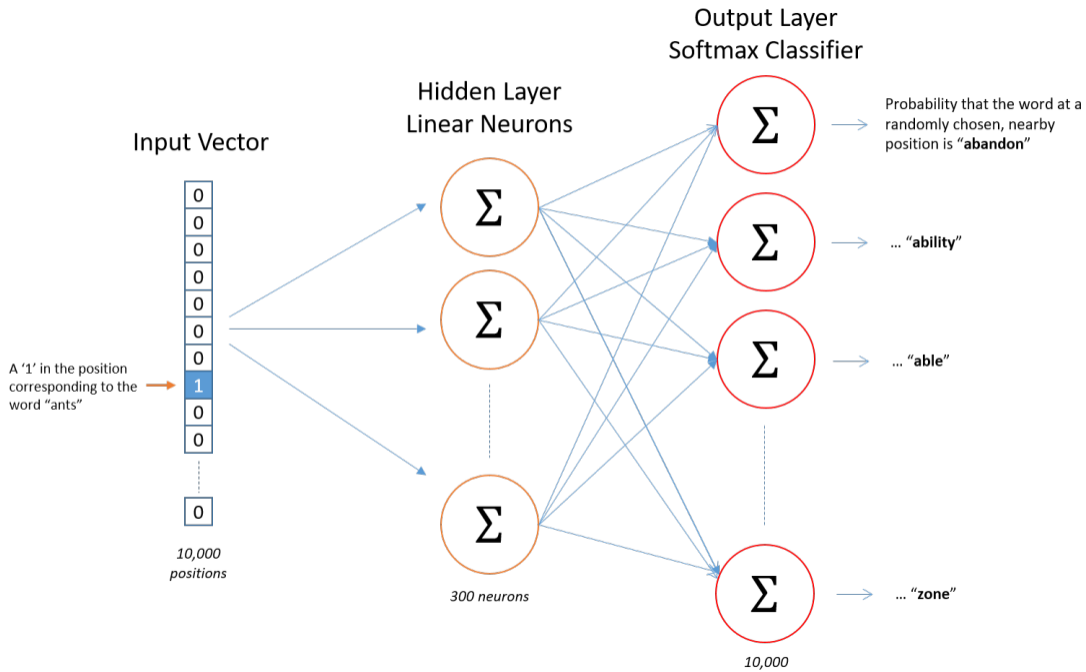 Output Layer
Softmax Classifier
Hidden Layer
Linear Neurons
Input Vector
0
0
0
0
0
0
0
1
0
0
0
A ‘1’ in the position
corresponding to the
word “ants”
10,000
positions
Σ
Σ
Σ
300 neurons
Σ
Σ
Σ
Σ
10,000
Probability that the word at a
randomly chosen, nearby
position is “abandon”
... “ability”
... “able”
... “zone”